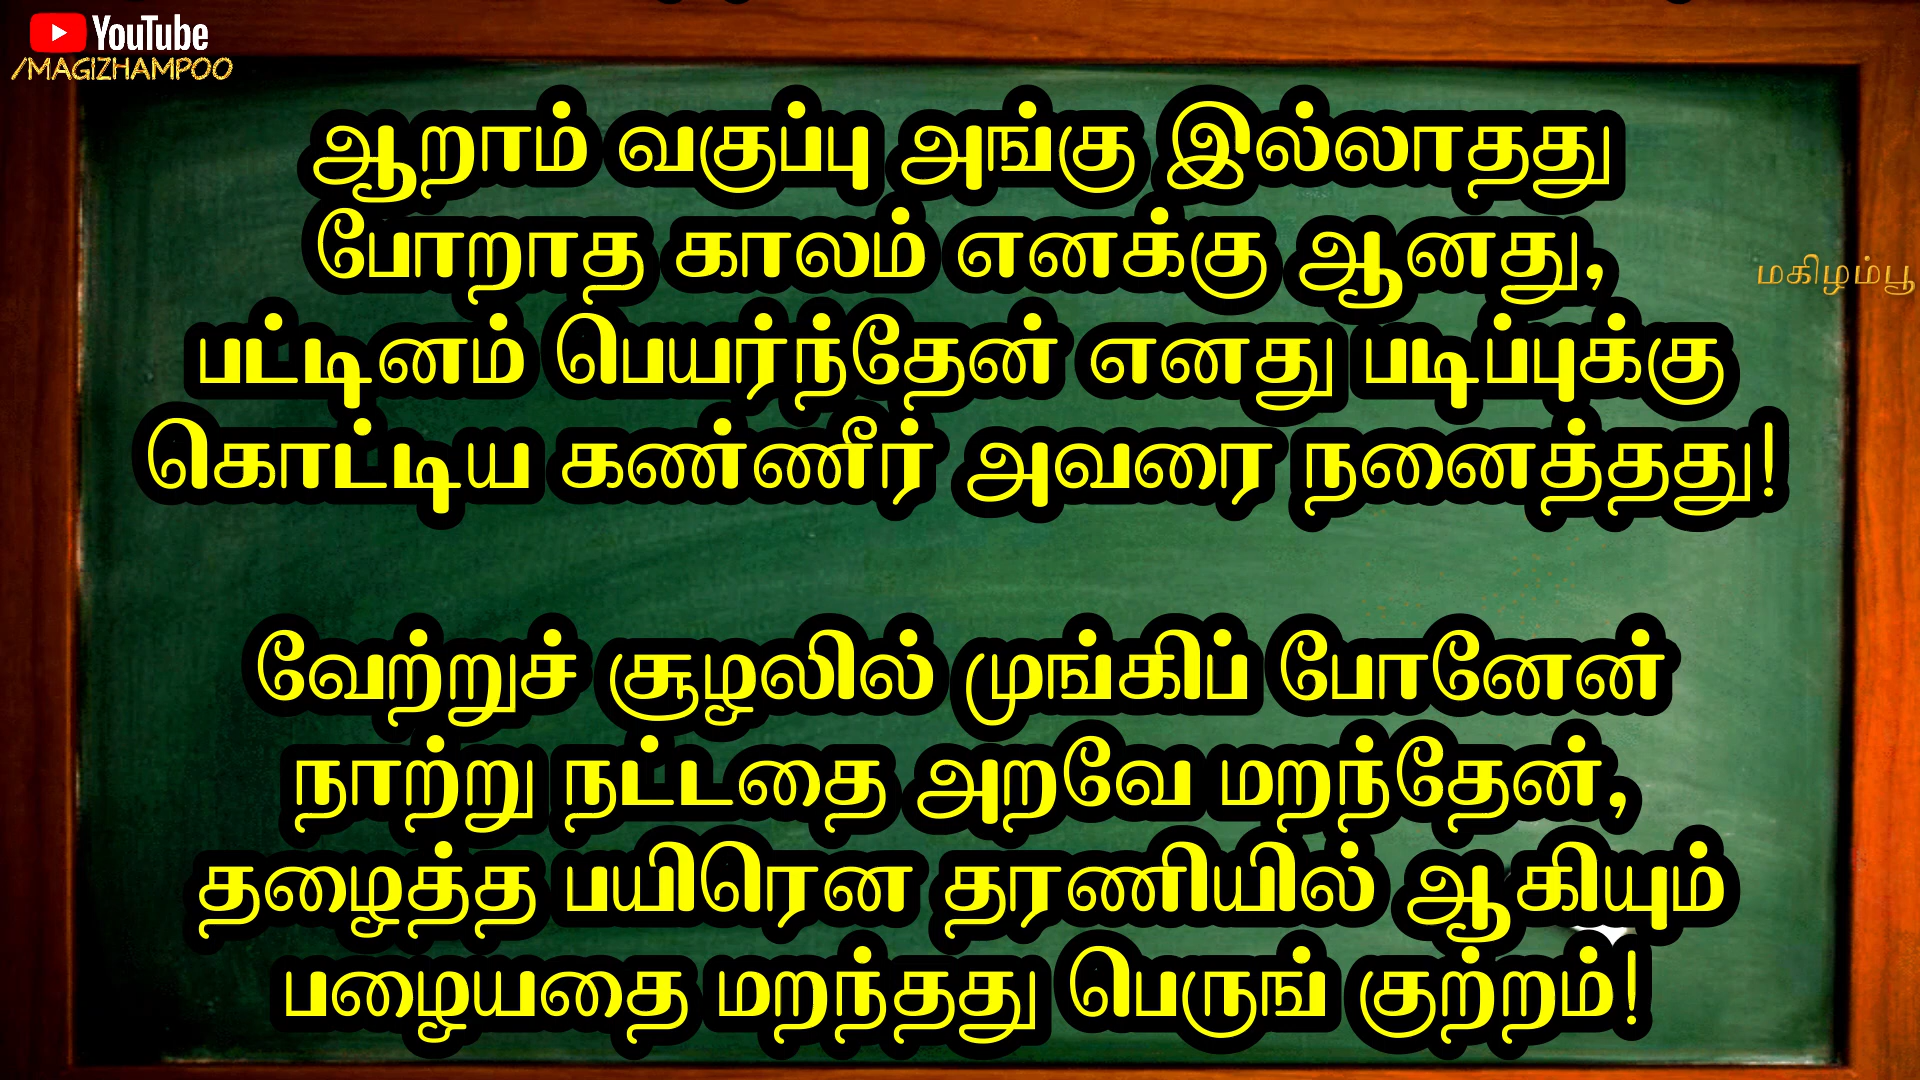 YouTube
/MAGIZHAMPOO
ஆறாம் வகுப்பு அங்கு இல்லாதது
போறாத காலம் எனக்கு ஆனது,
மகிழம்பூ
பட்டினம் பெயர்ந்தேன் எனது படிப்புக்கு
கொட்டிய கண்ணீர் அவரை நனைத்தது!
வேற்றுச் சூழலில் முங்கிப் போனேன்
நாற்று நட்டதை அறவே மறந்தேன்,
தழைத்த பயிரென தரணியில் ஆகியும்
பழையதை மறந்தது பெருங் குற்றம்!